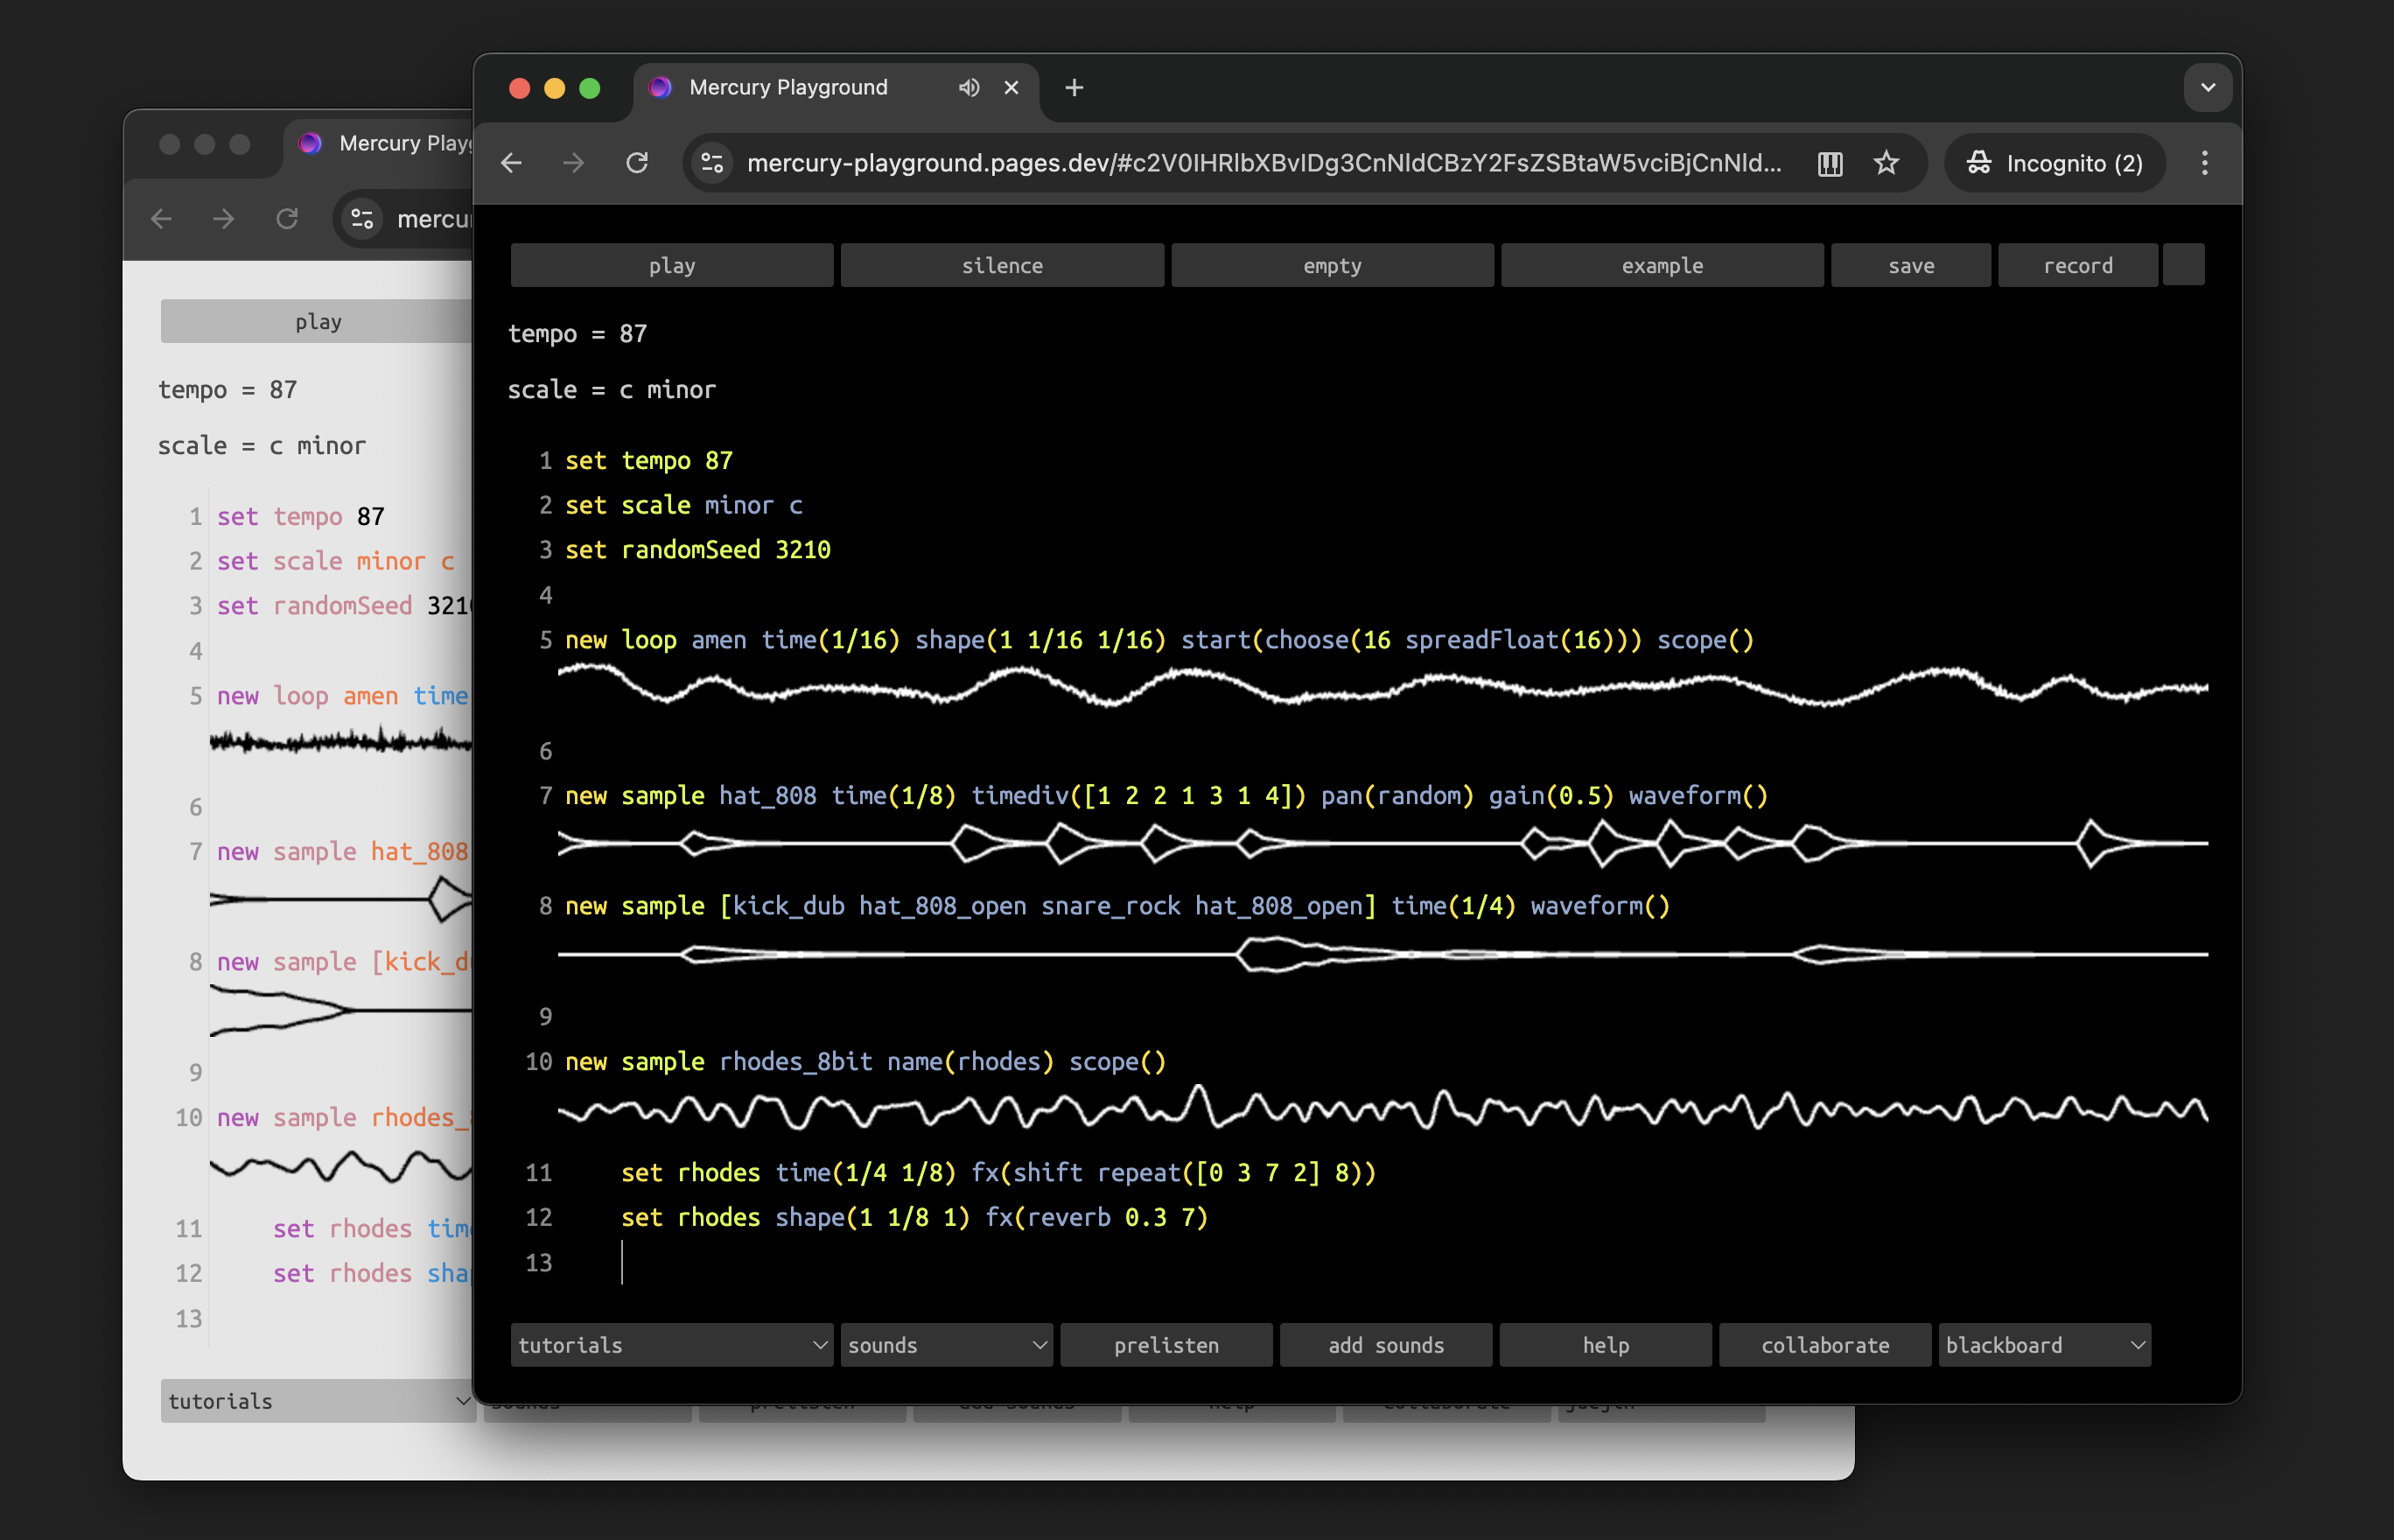 Mercury Playground
mercury-playground.pages.dev/#c2V0IHRlbXBvIDg3CnNldCBzY2FsZSBtaW5vciBjCnNld... Incognito (2)
play silence empty example save record
tempo = 87
scale = c minor
1 set tempo 87
2 set scale minor c
3 set randomSeed 3210
4
5 new loop amen time(1/16) shape(1 1/16 1/16) start(choose(16 spreadFloat(16))) scope()
6
7 new sample hat_808 time(1/8) timediv([1 2 2 1 3 1 4]) pan(random) gain(0.5) waveform()
8 new sample [kick_dub hat_808_open snare_rock hat_808_open] time(1/4) waveform()
9
10 new sample rhodes_8bit name(rhodes) scope()
11 set rhodes time(1/4 1/8) fx(shift repeat([0 3 7 2] 8))
12 set rhodes shape(1 1/8 1) fx(reverb 0.3 7)
13
tutorials sounds prelisten add sounds help collaborate blackboard
Mercury
play
tempo = 87
scale = c minor
1 set tempo 87
2 set scale minor c
3 set randomSeed
4
5 new loop amen time
6
7 new sample hat_808
8 new sample
9
10 new sample
11 set rhodes
12 set rhodes
13
tutorials